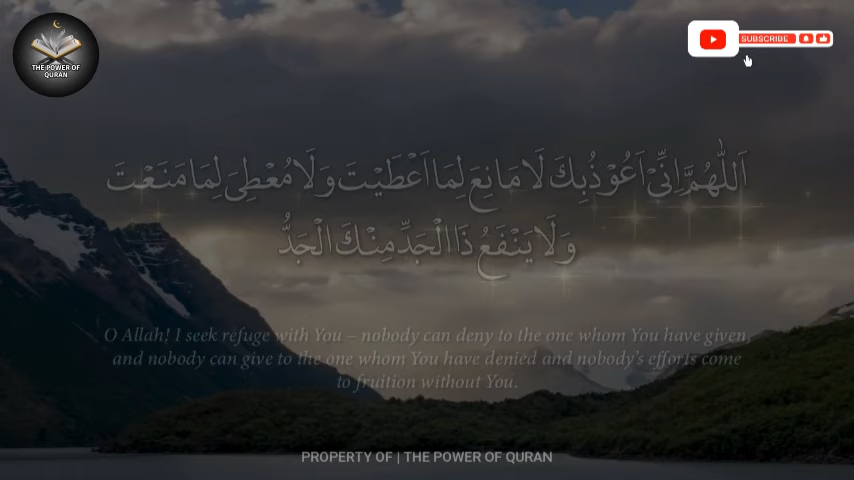 THE POWER OF
QURAN
SUBSCRIBE
اَللّٰهُمَّ اِنِّىْ اَعُوْذُ بِكَ لَا مَانِعَ لِمَا اَعْطَيْتَ وَلَا مُعْطِىَ لِمَا مَنَعْتَ
وَلَا يَنْفَعُ ذَا الْجَدِّ مِنْكَ الْجَدُّ
O Allah! I seek refuge with You – nobody can deny to the one whom You have given
and nobody can give to the one whom You have denied and nobody's efforts come
to fruition without You.
PROPERTY OF | THE POWER OF QURAN